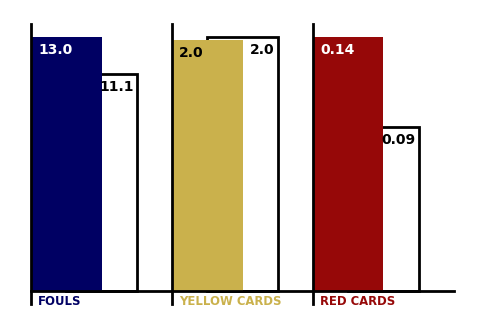 13.0
11.1
2.0
2.0
0.14
0.09
FOULS
YELLOW CARDS
RED CARDS